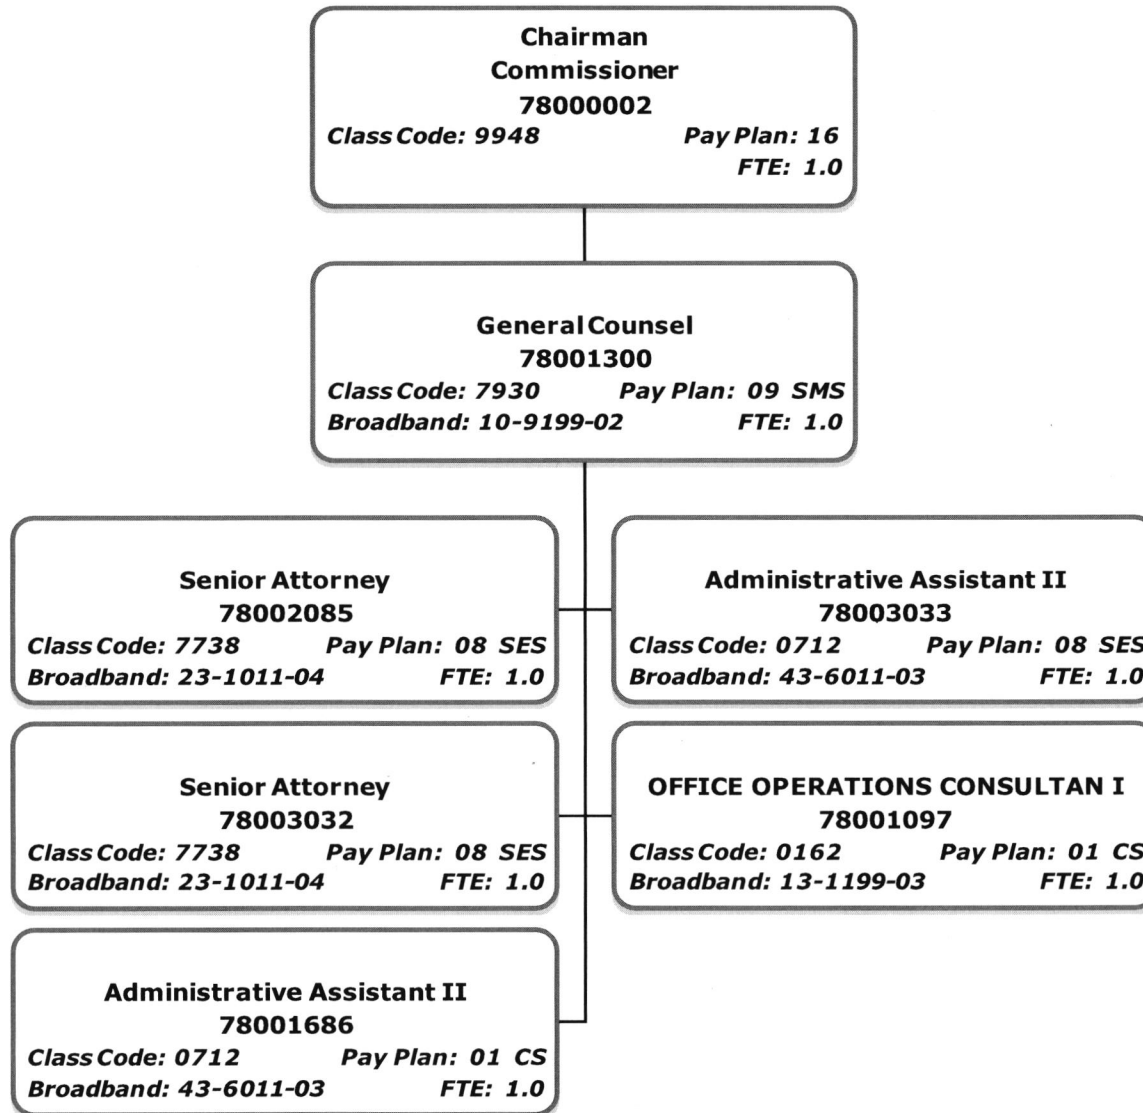 Chairman
Commissioner
78000002
Class Code: 9948 Pay Plan: 16
FTE: 1.0
General Counsel
78001300
Class Code: 7930 Pay Plan: 09 SMS
Broadband: 10-9199-02 FTE: 1.0
Senior Attorney
78002085
Class Code: 7738 Pay Plan: 08 SES
Broadband: 23-1011-04 FTE: 1.0
Administrative Assistant II
78003033
Class Code: 0712 Pay Plan: 08 SES
Broadband: 43-6011-03 FTE: 1.0
Senior Attorney
78003032
Class Code: 7738 Pay Plan: 08 SES
Broadband: 23-1011-04 FTE: 1.0
OFFICE OPERATIONS CONSULTAN I
78001097
Class Code: 0162 Pay Plan: 01 CS
Broadband: 13-1199-03 FTE: 1.0
Administrative Assistant II
78001686
Class Code: 0712 Pay Plan: 01 CS
Broadband: 43-6011-03 FTE: 1.0